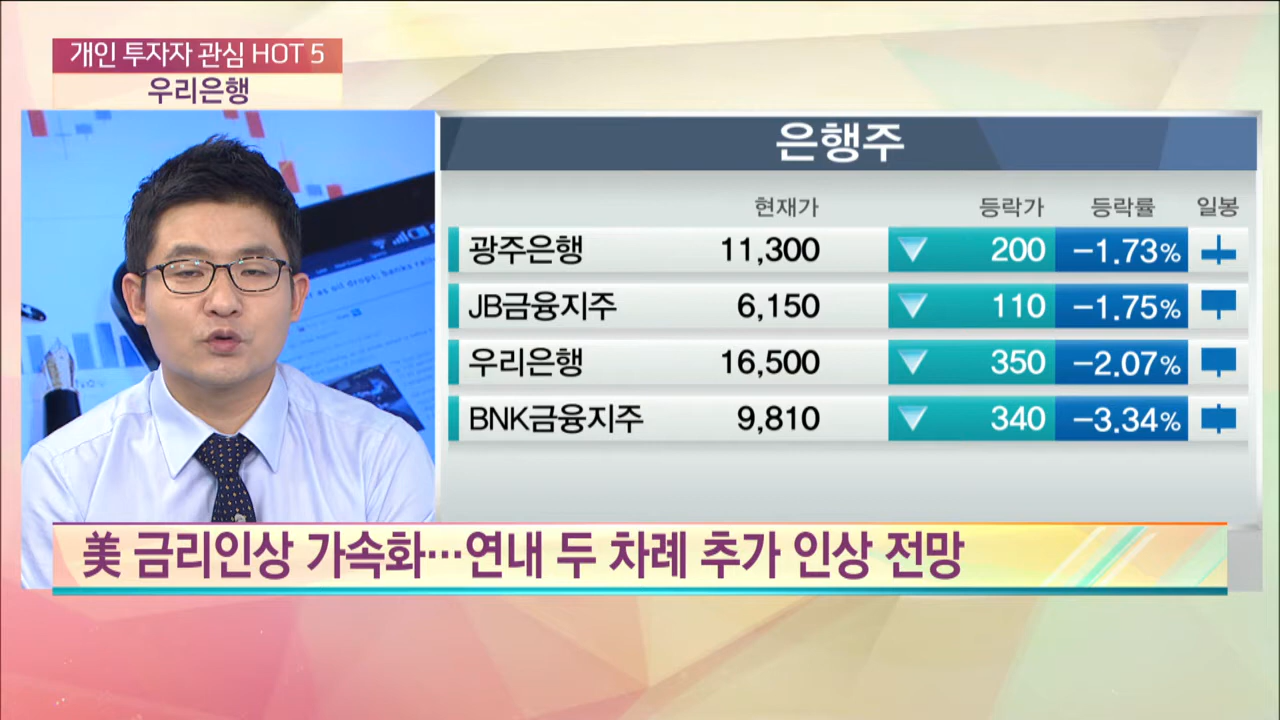 개인 투자자 관심 HOT 5
우리은행
은행주
현재가 등락가 등락률 일봉
광주은행 11,300 ▼ 200 -1.73%
JB금융지주 6,150 ▼ 110 -1.75%
우리은행 16,500 ▼ 350 -2.07%
BNK금융지주 9,810 ▼ 340 -3.34%
美 금리인상 가속화…연내 두 차례 추가 인상 전망